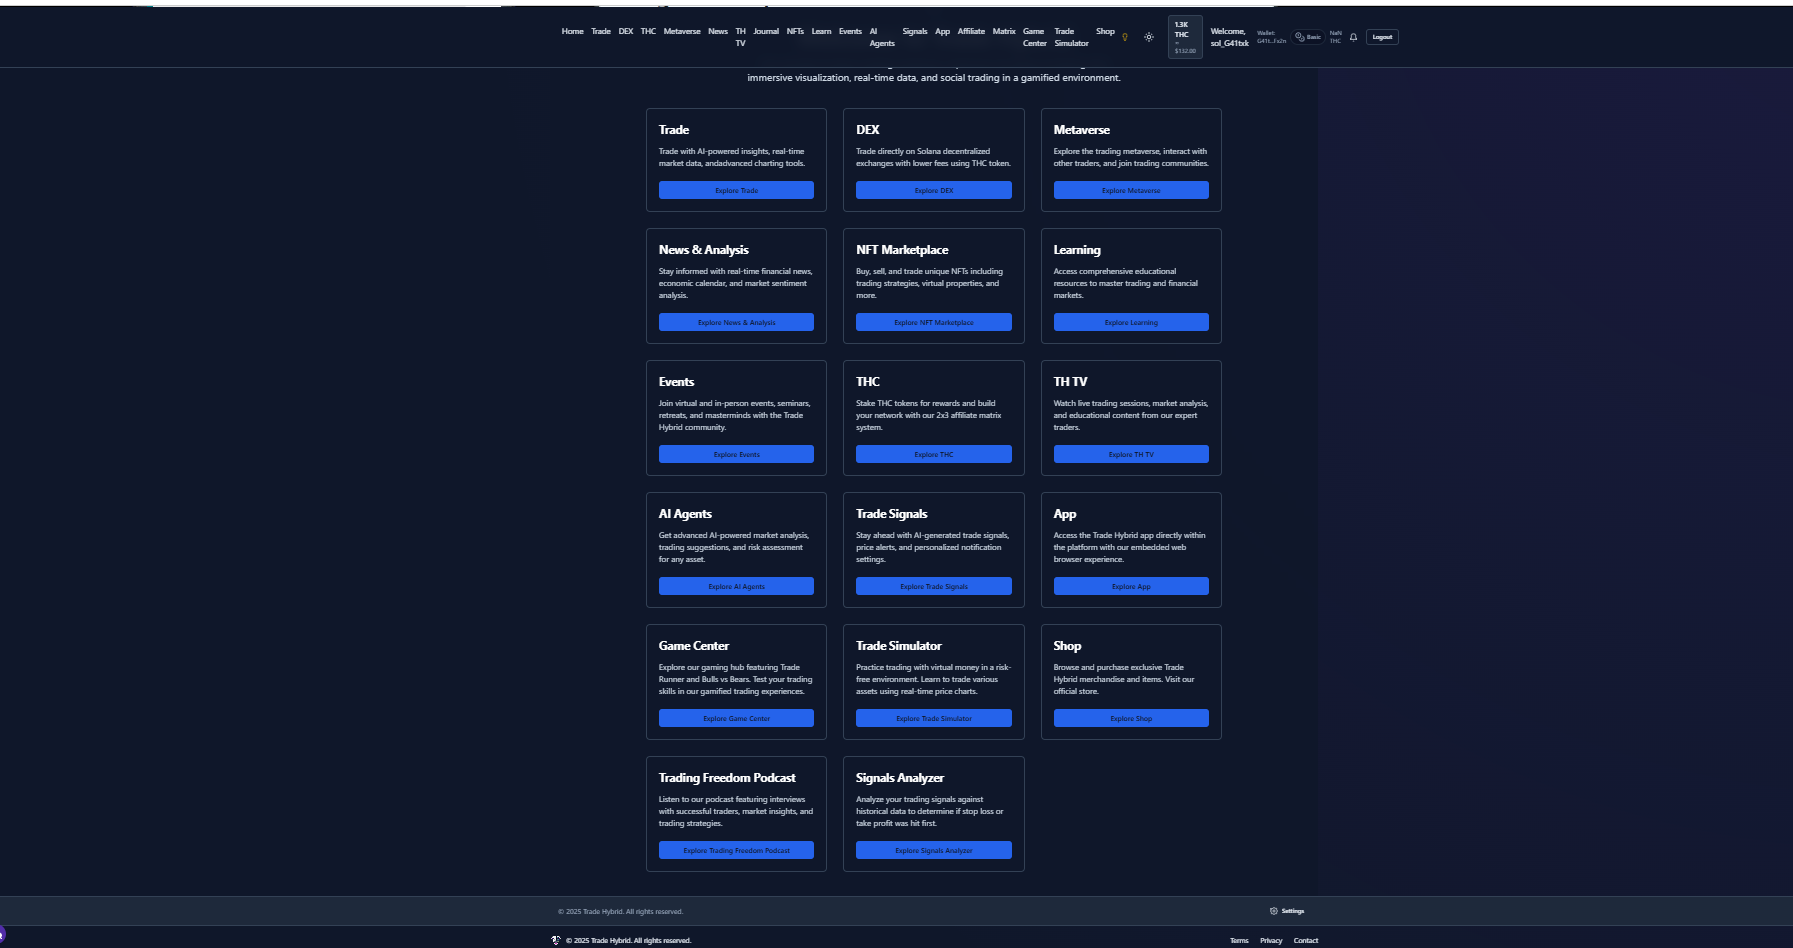 Home Trade DEX THC Metaverse News TH TV Journal NFTs Learn Events AI Agents Signals App Affiliate Matrix Game Center Trade Simulator Shop
1.3K THC
≈ $132.00
Welcome, sol_G41txk
Wallet:
Basic
NaN THC
Logout
immersive visualization, real-time data, and social trading in a gamified environment.
Trade
Trade with AI-powered insights, real-time
market data, andadvanced charting tools.
Explore Trade
DEX
Trade directly on Solana decentralized
exchanges with lower fees using THC token.
Explore DEX
Metaverse
Explore the trading metaverse, interact with
other traders, and join trading communities.
Explore Metaverse
News & Analysis
Stay informed with real-time financial news,
economic calendar, and market sentiment
analysis.
Explore News & Analysis
NFT Marketplace
Buy, sell, and trade unique NFTs including
trading strategies, virtual properties, and
more.
Explore NFT Marketplace
Learning
Access comprehensive educational
resources to master trading and financial
markets.
Explore Learning
Events
Join virtual and in-person events, seminars,
retreats, and masterminds with the Trade
Hybrid community.
Explore Events
THC
Stake THC tokens for rewards and build
your network with our 2x3 affiliate matrix
system.
Explore THC
TH TV
Watch live trading sessions, market analysis,
and educational content from our expert
traders.
Explore TH TV
AI Agents
Get advanced AI-powered market analysis,
trading suggestions, and risk assessment
for any asset.
Explore AI Agents
Trade Signals
Stay ahead with AI-generated trade signals,
price alerts, and personalized notification
settings.
Explore Trade Signals
App
Access the Trade Hybrid app directly within
the platform with our embedded web
browser experience.
Explore App
Game Center
Explore our gaming hub featuring Trade
Runner and Bulls vs Bears. Test your trading
skills in our gamified trading experiences.
Explore Game Center
Trade Simulator
Practice trading with virtual money in a risk-
free environment. Learn to trade various
assets using real-time price charts.
Explore Trade Simulator
Shop
Browse and purchase exclusive Trade
Hybrid merchandise and items. Visit our
official store.
Explore Shop
Trading Freedom Podcast
Listen to our podcast featuring interviews
with successful traders, market insights, and
trading strategies.
Explore Trading Freedom Podcast
Signals Analyzer
Analyze your trading signals against
historical data to determine if stop loss or
take profit was hit first.
Explore Signals Analyzer
© 2025 Trade Hybrid. All rights reserved.
Settings
© 2025 Trade Hybrid. All rights reserved.
Terms Privacy Contact